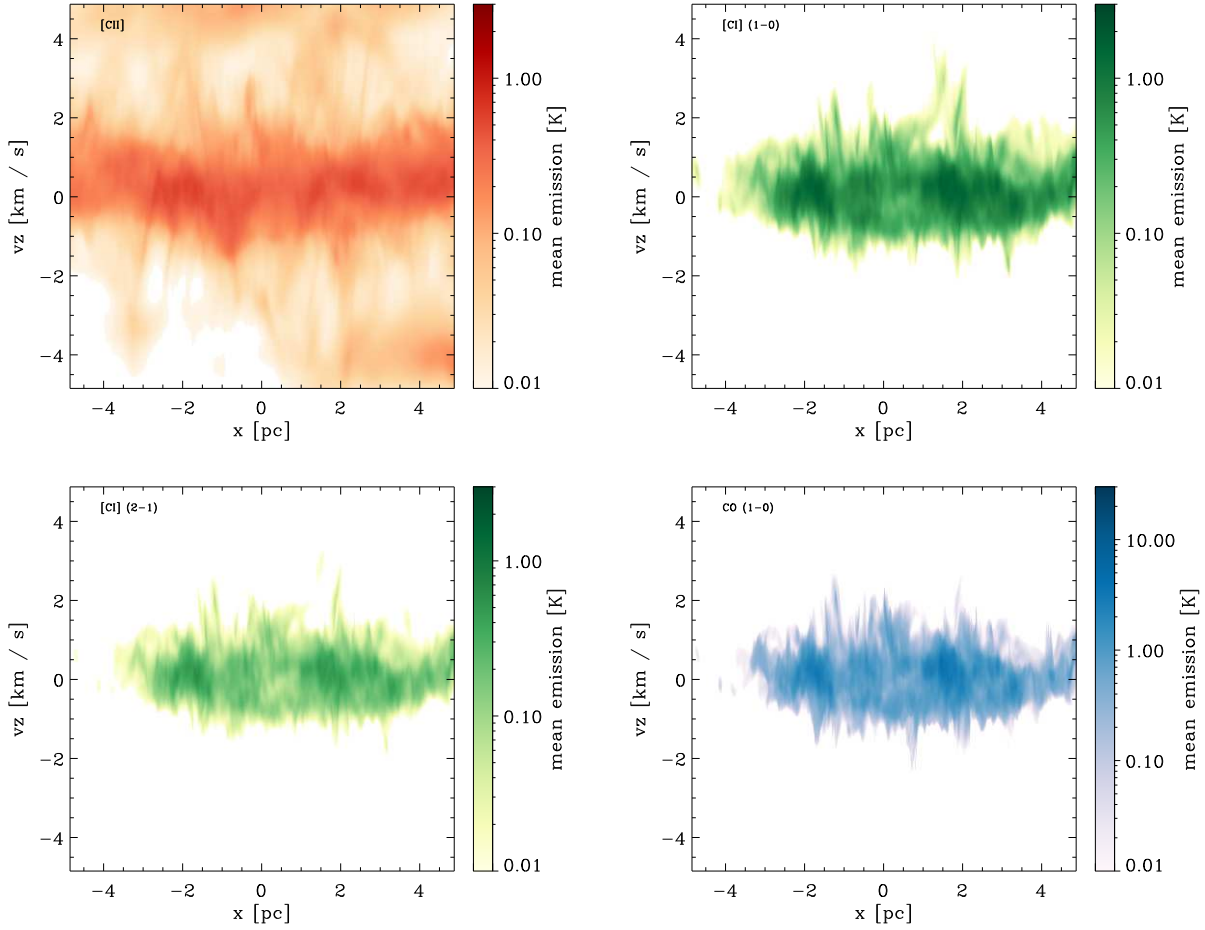 [CII]
4
2
0
−2
−4
vz [km / s]
−4 −2 0 2 4
x [pc]
1.00
0.10
0.01
mean emission [K]
[CI] (1-0)
4
2
0
−2
−4
vz [km / s]
−4 −2 0 2 4
x [pc]
1.00
0.10
0.01
mean emission [K]
[CI] (2-1)
4
2
0
−2
−4
vz [km / s]
−4 −2 0 2 4
x [pc]
1.00
0.10
0.01
mean emission [K]
CO (1-0)
4
2
0
−2
−4
vz [km / s]
−4 −2 0 2 4
x [pc]
10.00
1.00
0.10
0.01
mean emission [K]